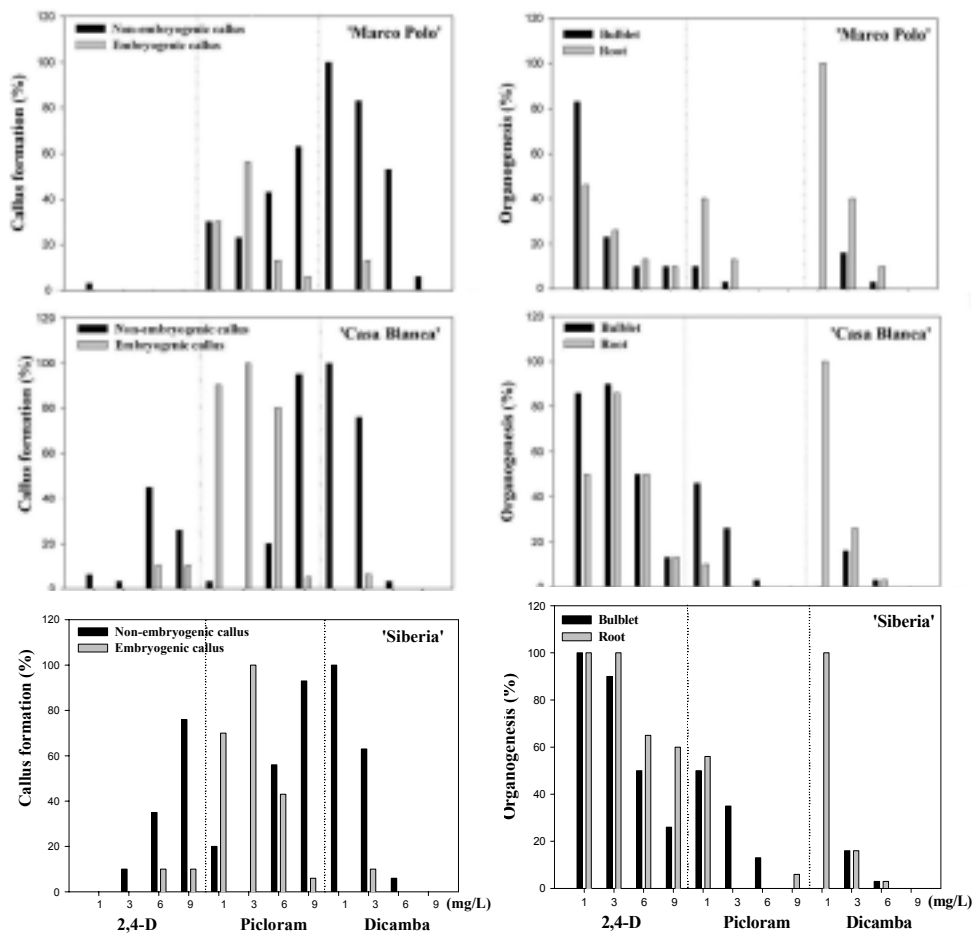 120
100
80
60
40
20
0
Callus formation (%)
Non-embryogenic callus
Embryogenic callus
'Marco Polo'
120
100
80
60
40
20
0
Organogenesis (%)
Bulblet
Root
'Marco Polo'
120
100
80
60
40
20
0
Callus formation (%)
Non-embryogenic callus
Embryogenic callus
'Casa Blanca'
120
100
80
60
40
20
0
Organogenesis (%)
Bulblet
Root
'Casa Blanca'
120
100
80
60
40
20
0
Callus formation (%)
Non-embryogenic callus
Embryogenic callus
'Siberia'
1 3 6 9 1 3 6 9 1 3 6 9 (mg/L)
2,4-D Picloram Dicamba
120
100
80
60
40
20
0
Organogenesis (%)
Bulblet
Root
'Siberia'
1 3 6 9 1 3 6 9 1 3 6 9 (mg/L)
2,4-D Picloram Dicamba